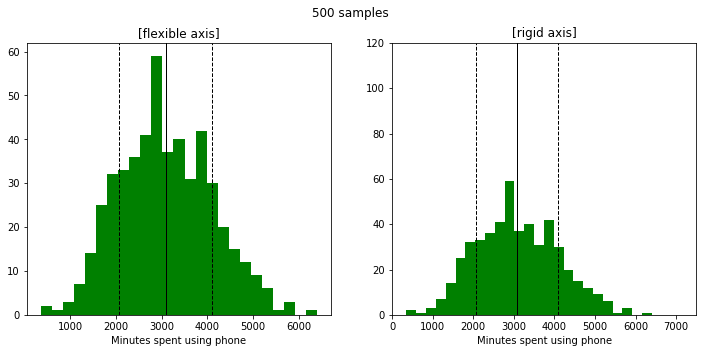 500 samples
[flexible axis]
60
50
40
30
20
10
0
1000 2000 3000 4000 5000 6000
Minutes spent using phone
[rigid axis]
120
100
80
60
40
20
0
0 1000 2000 3000 4000 5000 6000 7000
Minutes spent using phone